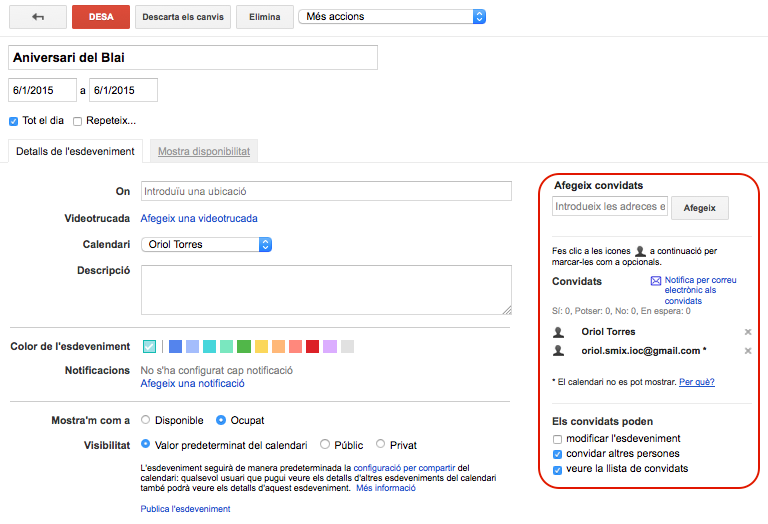 DESA Descarta els canvis Elimina Més accions
Aniversari del Blai
6/1/2015 a 6/1/2015
Tot el dia Repeteix...
Detalls de l'esdeveniment Mostra disponibilitat
On Introduïu una ubicació
Videotrucada Afegeix una videotrucada
Calendari Oriol Torres
Descripció
Color de l'esdeveniment
Notificacions No s'ha configurat cap notificació
Afegeix una notificació
Mostra'm com a Disponible Ocupat
Visibilitat Valor predeterminat del calendari Públic Privat
L'esdeveniment seguirà de manera predeterminada la configuració per compartir del
calendari: qualsevol usuari que pugui veure els detalls d'altres esdeveniments del calendari
també podrà veure els detalls d'aquest esdeveniment. Més informació
Publica l'esdeveniment
Afegeix convidats
Introdueix les adreces e Afegeix
Fes clic a les icones a continuació per
marcar-les com a opcionals.
Convidats Notifica per correu
electrònic als
convidats
Sí: 0, Potser: 0, No: 0, En espera: 0
Oriol Torres
oriol.smix.ioc@gmail.com *
* El calendari no es pot mostrar. Per què?
Els convidats poden
modificar l'esdeveniment
convidar altres persones
veure la llista de convidats